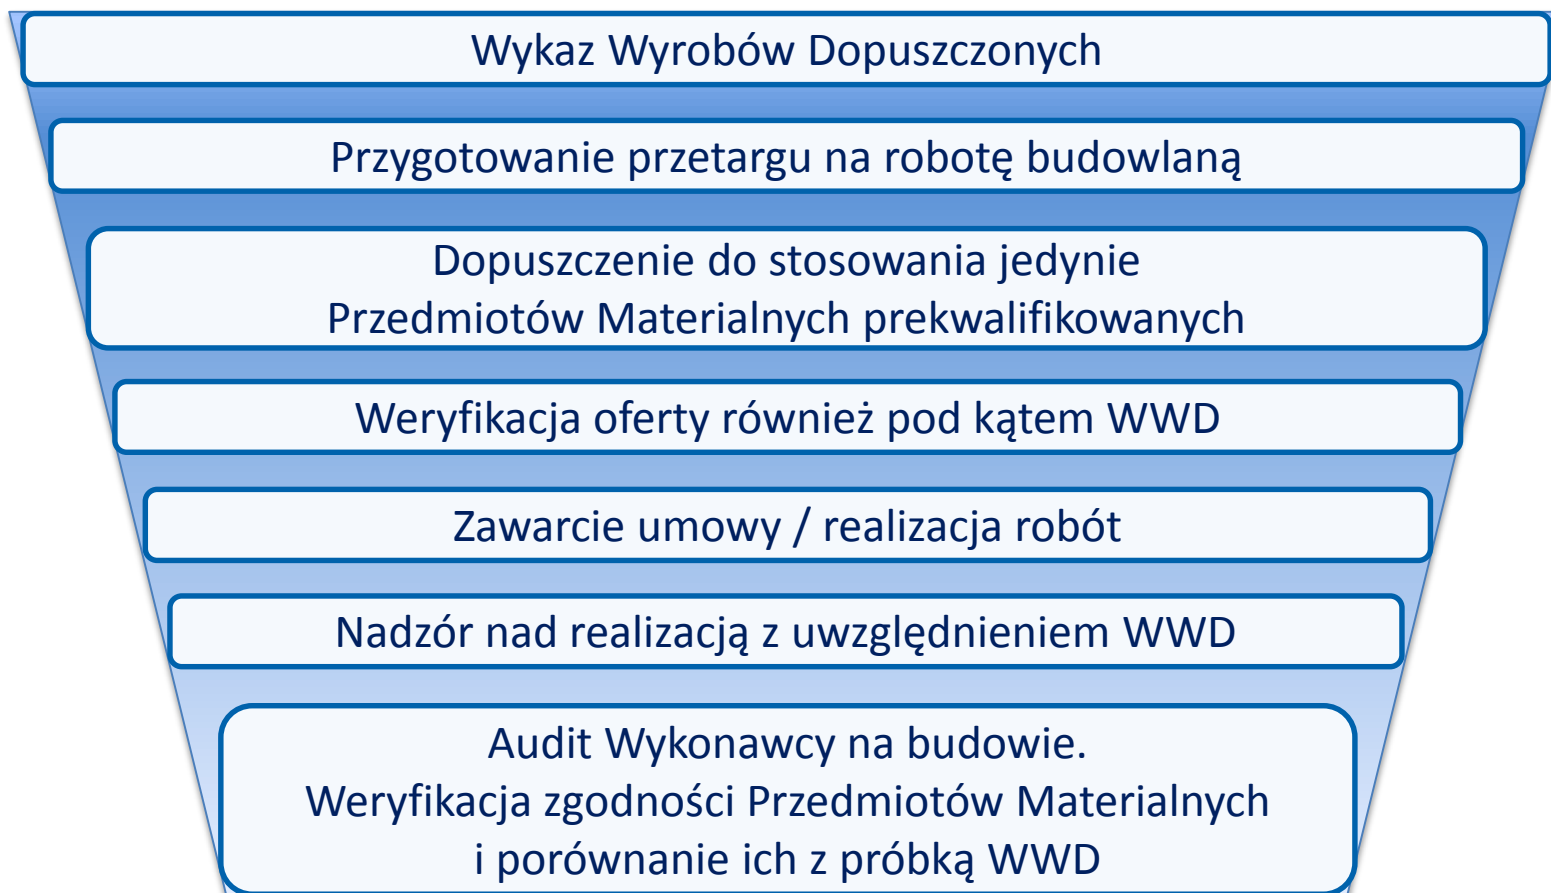 Wykaz Wyrobów Dopuszczonych
Przygotowanie przetargu na robotę budowlaną
Dopuszczenie do stosowania jedynie
Przedmiotów Materialnych prekwalifikowanych
Weryfikacja oferty również pod kątem WWD
Zawarcie umowy / realizacja robót
Nadzór nad realizacją z uwzględnieniem WWD
Audit Wykonawcy na budowie.
Weryfikacja zgodności Przedmiotów Materialnych
i porównanie ich z próbką WWD